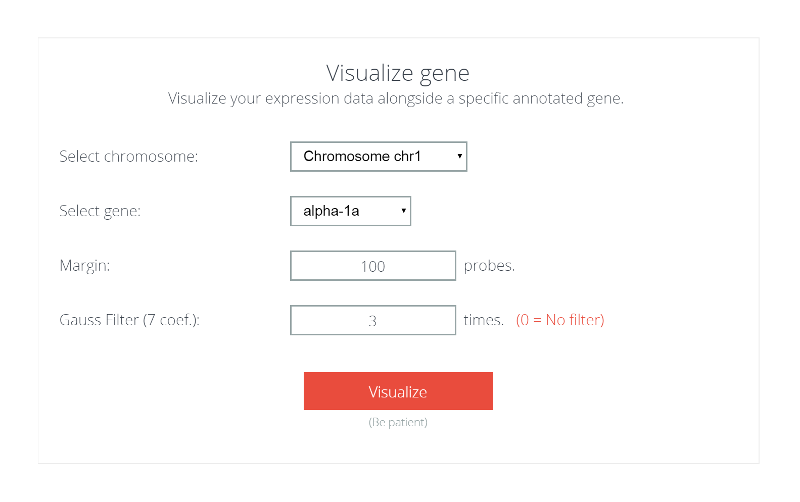 Visualize gene
Visualize your expression data alongside a specific annotated gene.
Select chromosome: Chromosome chr1
Select gene: alpha-1a
Margin: 100 probes.
Gauss Filter (7 coef.): 3 times. (0 = No filter)
Visualize
(Be patient)